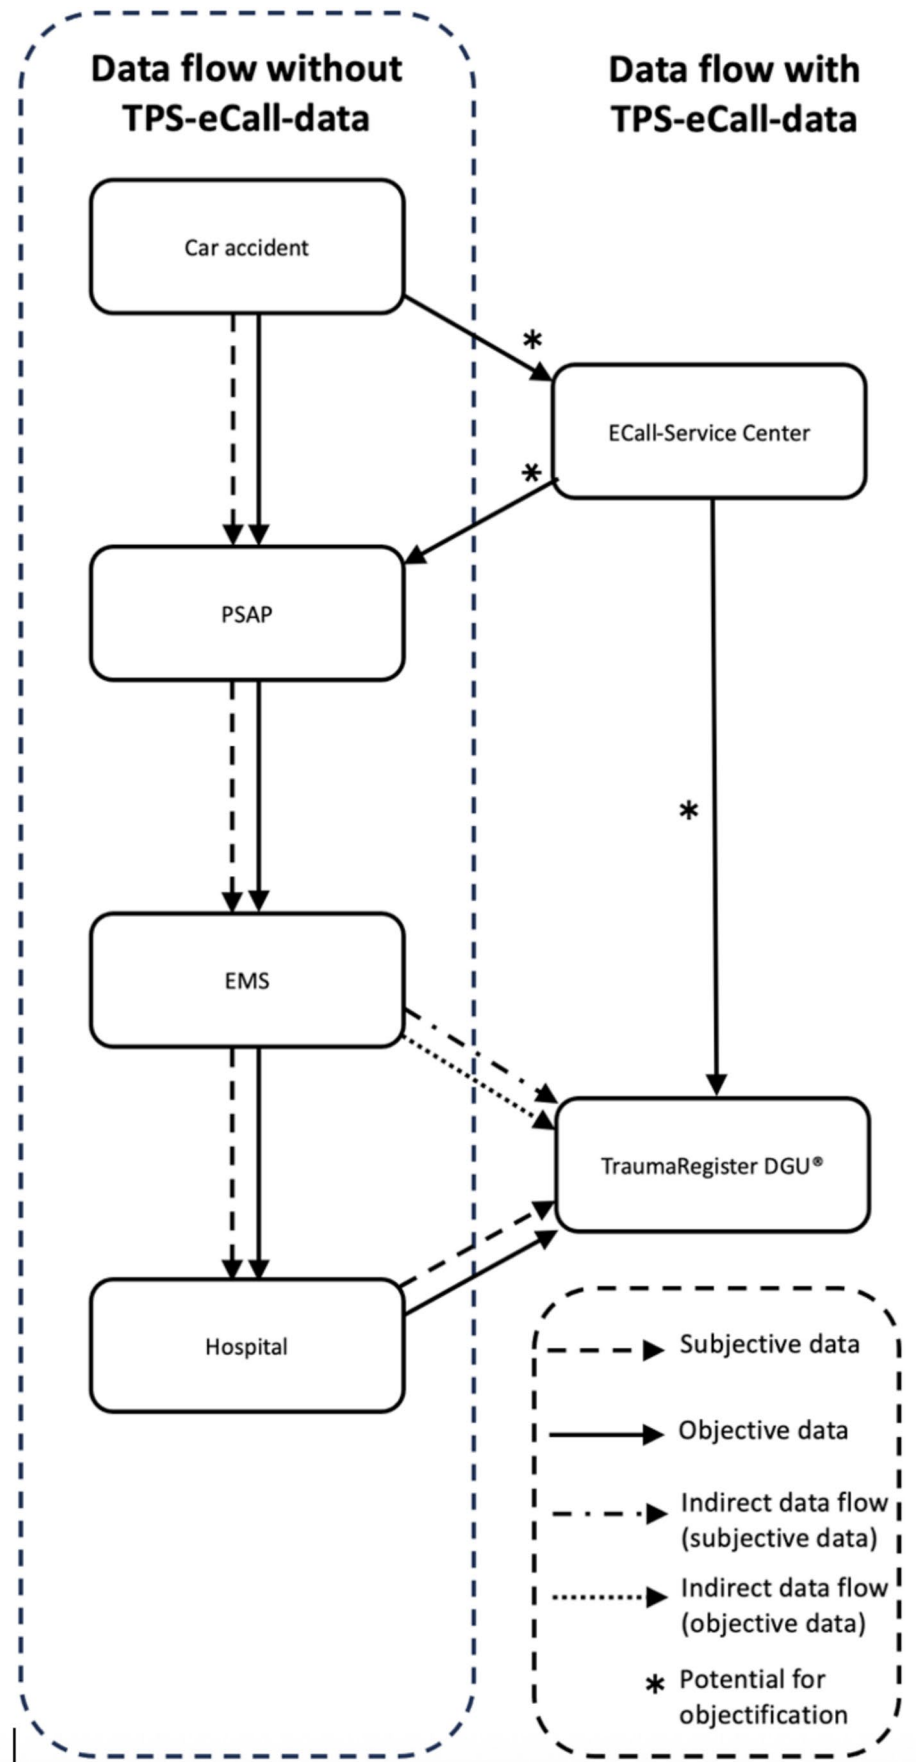 Data flow without
TPS-eCall-data
Data flow with
TPS-eCall-data
Car accident
*
ECall-Service Center
*
PSAP
*
EMS
TraumaRegister DGU®
Hospital
Subjective data
Objective data
Indirect data flow
(subjective data)
Indirect data flow
(objective data)
* Potential for
objectification